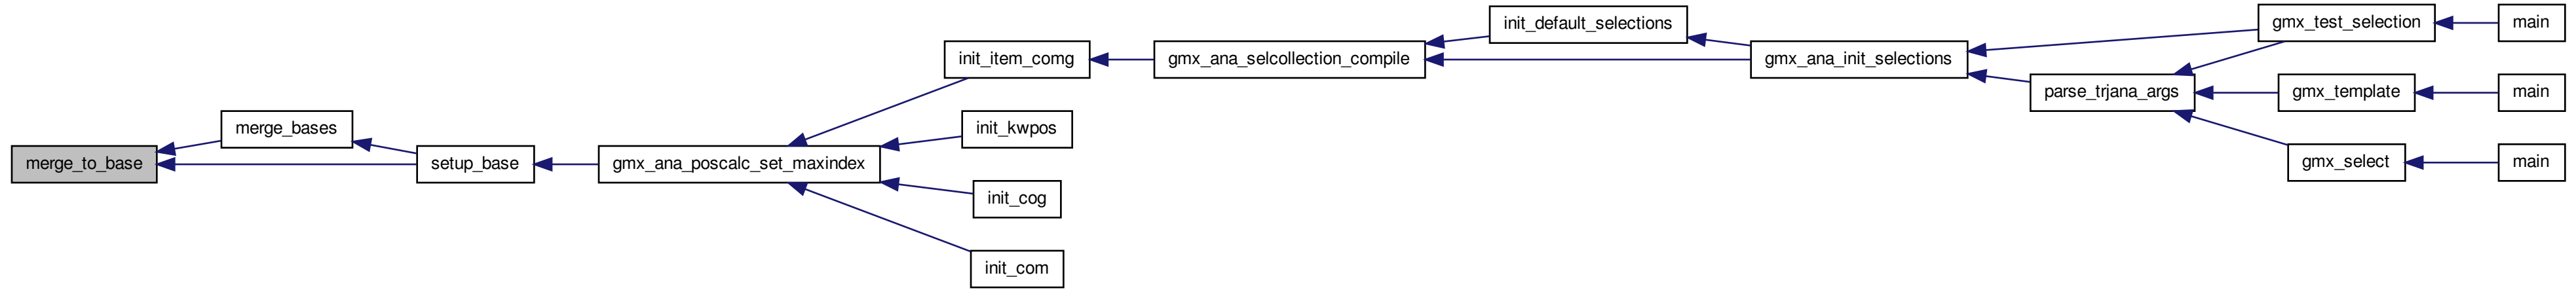 merge_to_base
merge_bases
setup_base
gmx_ana_poscalc_set_maxindex
init_item_comg
init_kwpos
init_cog
init_com
gmx_ana_selcollection_compile
init_default_selections
gmx_ana_init_selections
parse_trjana_args
gmx_test_selection
main
gmx_template
main
gmx_select
main